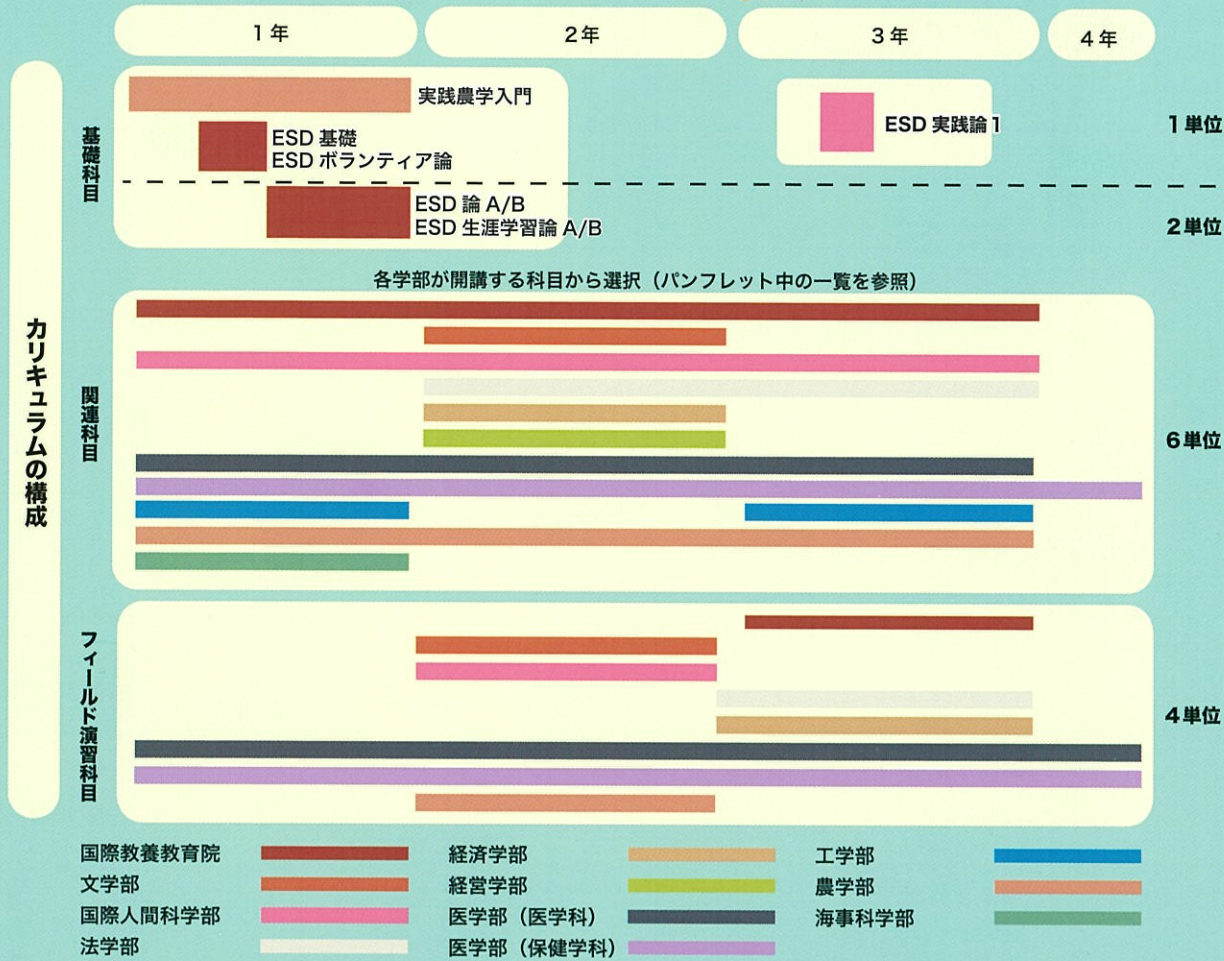 1年
2年
3年
4年
カリキュラムの構成
基礎科目
実践農学入門
ESD 基礎
ESD ボランティア論
ESD 実践論 1
1単位
ESD 論 A/B
ESD 生涯学習論 A/B
2単位
各学部が開講する科目から選択（パンフレット中の一覧を参照）
関連科目
6単位
フィールド演習科目
4単位
国際教養教育院
文学部
国際人間科学部
法学部
経済学部
経営学部
医学部（医学科）
医学部（保健学科）
工学部
農学部
海事科学部